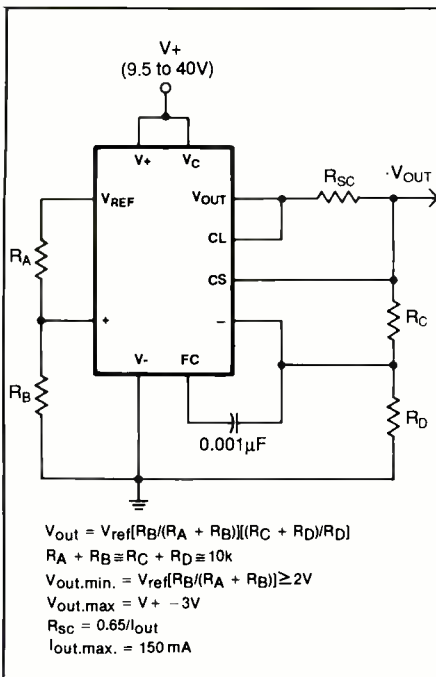 V+
(9.5 to 40V)
V+ VC
VREF
VOUT
RSC
VOUT
CL
RA
CS
RC
+
−
RB
V- FC
RD
0.001µF
Vout = Vref[RB/(RA + RB)][(RC + RD)/RD]
RA + RB ≅ RC + RD ≅ 10k
Vout.min. = Vref[RB/(RA + RB)] ≥ 2V
Vout.max = V+ −3V
RSC = 0.65/Iout
Iout.max. = 150 mA